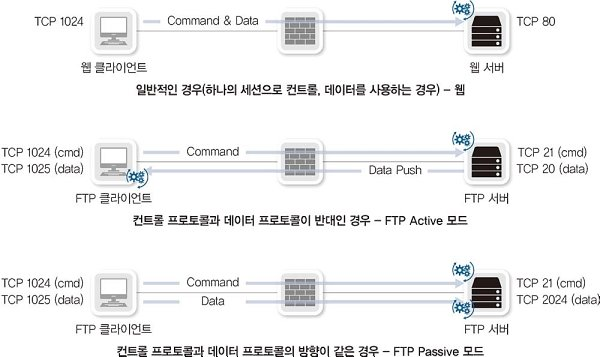 TCP 1024 Command & Data TCP 80
웹 클라이언트 웹 서버
일반적인 경우(하나의 세션으로 컨트롤, 데이터를 사용하는 경우) – 웹
TCP 1024 (cmd) Command TCP 21 (cmd)
TCP 1025 (data) Data Push TCP 20 (data)
FTP 클라이언트 FTP 서버
컨트롤 프로토콜과 데이터 프로토콜이 반대인 경우 – FTP Active 모드
TCP 1024 (cmd) Command TCP 21 (cmd)
TCP 1025 (data) Data TCP 2024 (data)
FTP 클라이언트 FTP 서버
컨트롤 프로토콜과 데이터 프로토콜의 방향이 같은 경우 – FTP Passive 모드